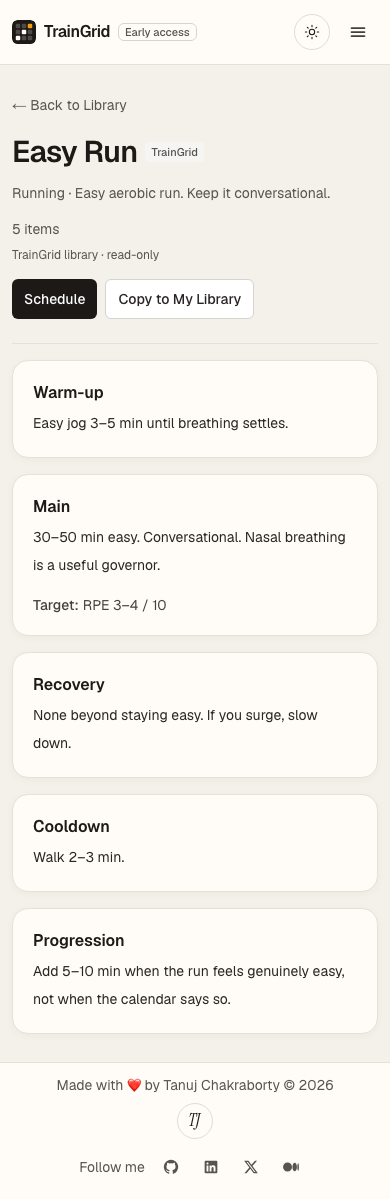 TrainGrid Early access
← Back to Library
Easy Run TrainGrid
Running · Easy aerobic run. Keep it conversational.
5 items
TrainGrid library · read-only
Schedule Copy to My Library
Warm-up
Easy jog 3–5 min until breathing settles.
Main
30–50 min easy. Conversational. Nasal breathing
is a useful governor.
Target: RPE 3–4 / 10
Recovery
None beyond staying easy. If you surge, slow
down.
Cooldown
Walk 2–3 min.
Progression
Add 5–10 min when the run feels genuinely easy,
not when the calendar says so.
Made with ❤️ by Tanuj Chakraborty © 2026
TJ
Follow me